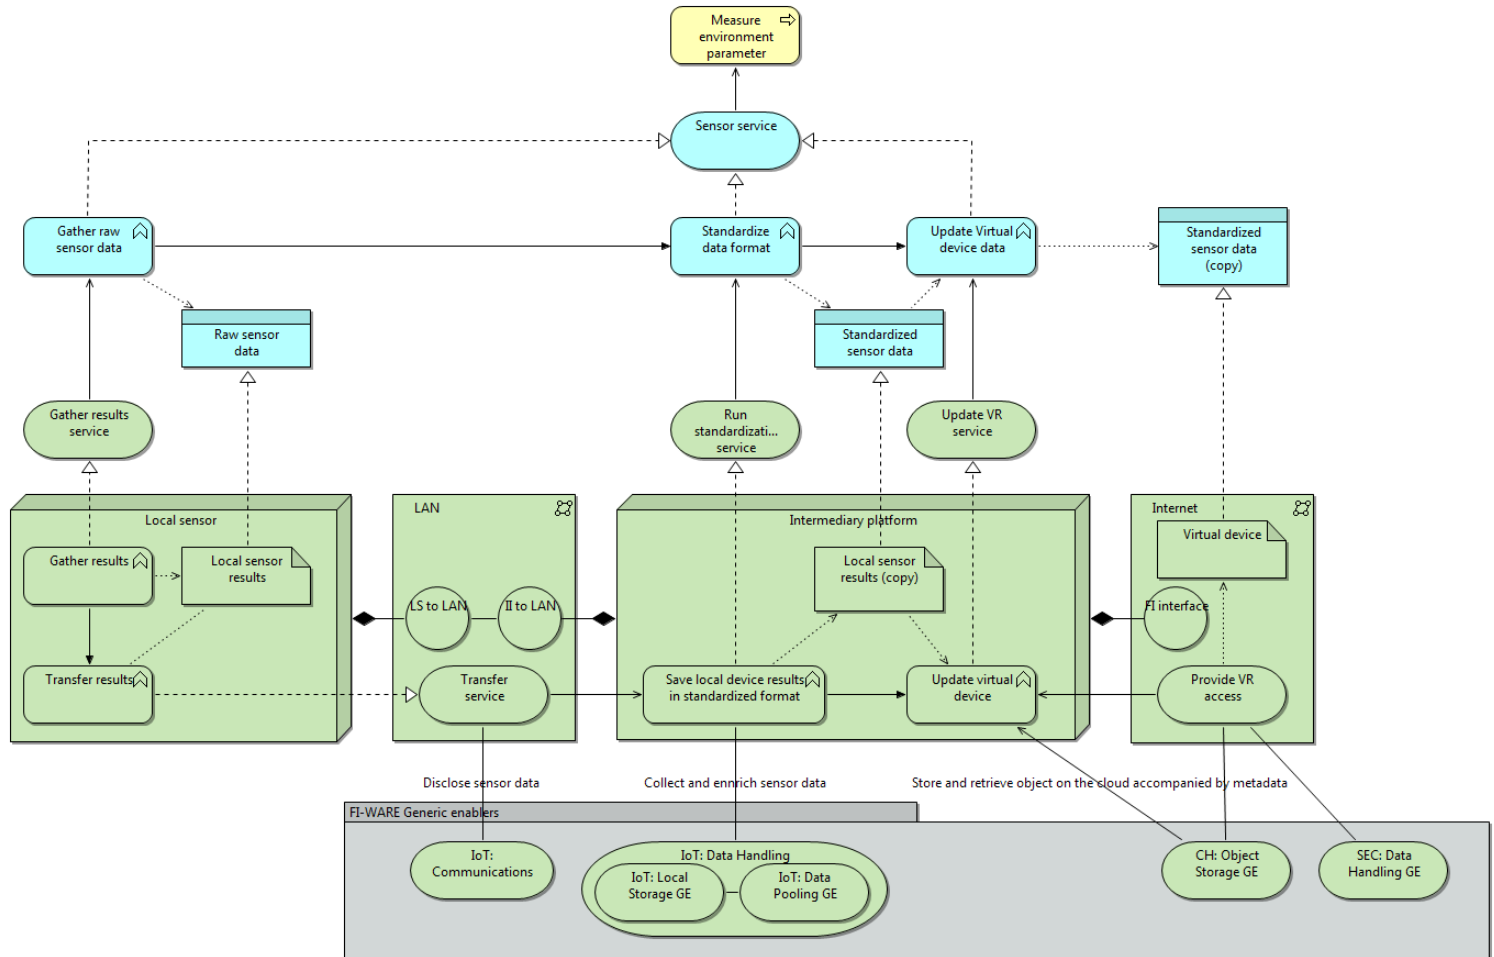 Measure
environment
parameter
Sensor service
Gather raw
sensor data
Standardize
data format
Update Virtual
device data
Standardized
sensor data
(copy)
Raw sensor
data
Standardized
sensor data
Gather results
service
Run
standardizati...
service
Update VR
service
Local sensor
LAN
Intermediary platform
Internet
Gather results
Local sensor
results
Local sensor
results (copy)
Virtual device
LS to LAN
II to LAN
FI interface
Transfer results
Transfer
service
Save local device results
in standardized format
Update virtual
device
Provide VR
access
Disclose sensor data
Collect and ennrich sensor data
Store and retrieve object on the cloud accompanied by metadata
FI-WARE Generic enablers
IoT:
Communications
IoT: Data Handling
IoT: Local
Storage GE
IoT: Data
Pooling GE
CH: Object
Storage GE
SEC: Data
Handling GE